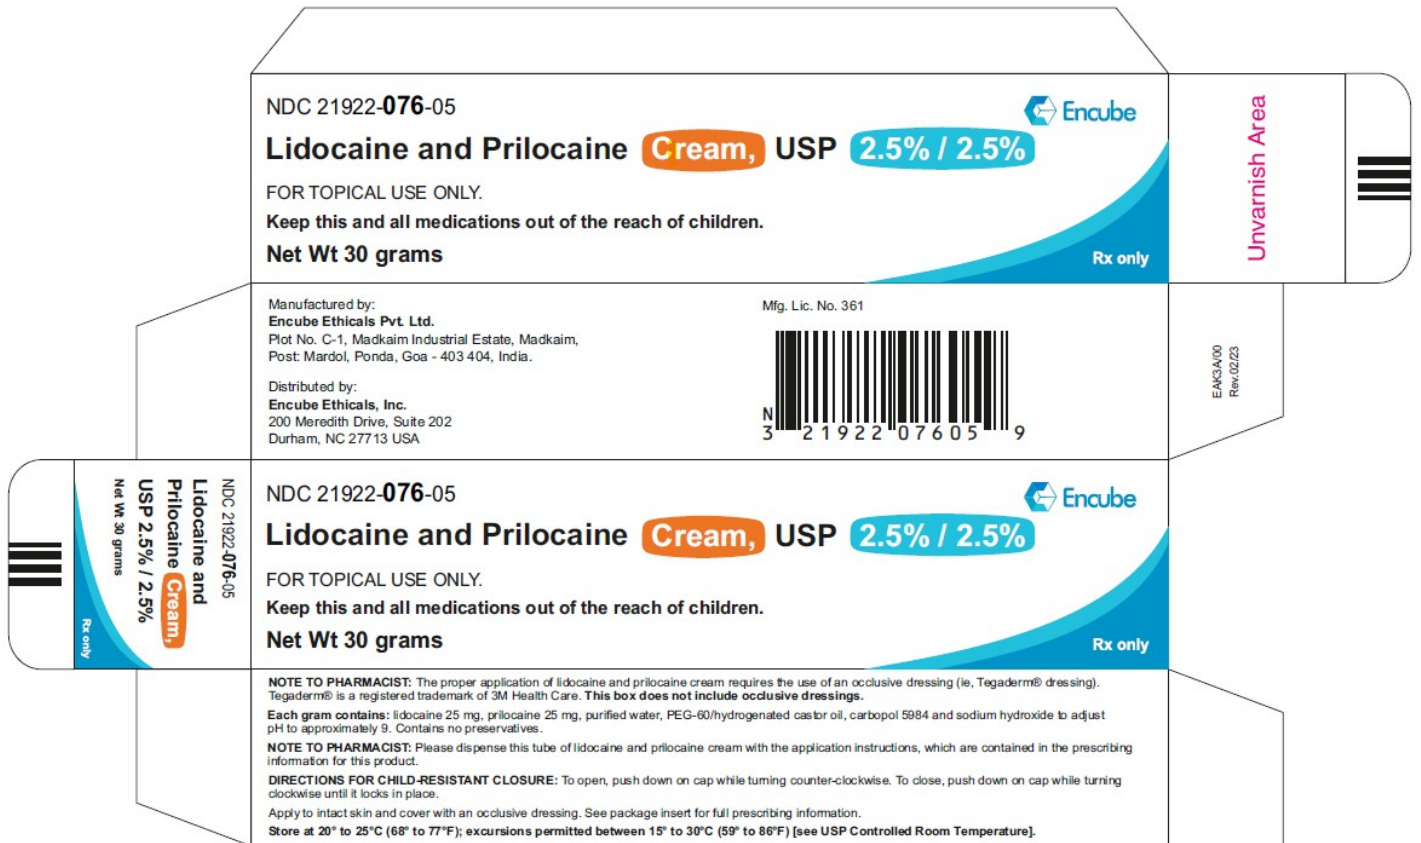 NDC 21922-076-05
Encube
Lidocaine and Prilocaine Cream, USP 2.5% / 2.5%
FOR TOPICAL USE ONLY.
Keep this and all medications out of the reach of children.
Net Wt 30 grams
Rx only
Unvarnish Area
Manufactured by:
Encube Ethicals Pvt. Ltd.
Plot No. C-1, Madkaim Industrial Estate, Madkaim,
Post: Mardol, Ponda, Goa - 403 404, India.
Distributed by:
Encube Ethicals, Inc.
200 Meredith Drive, Suite 202
Durham, NC 27713 USA
Mfg. Lic. No. 361
N
3 21922 07605 9
EAK3A/00
Rev.02/23
NDC 21922-076-05
Lidocaine and
Prilocaine Cream,
USP 2.5% / 2.5%
Net Wt 30 grams
Rx only
NDC 21922-076-05
Encube
Lidocaine and Prilocaine Cream, USP 2.5% / 2.5%
FOR TOPICAL USE ONLY.
Keep this and all medications out of the reach of children.
Net Wt 30 grams
Rx only
NOTE TO PHARMACIST: The proper application of lidocaine and prilocaine cream requires the use of an occlusive dressing (ie, Tegaderm® dressing).
Tegaderm® is a registered trademark of 3M Health Care. This box does not include occlusive dressings.
Each gram contains: lidocaine 25 mg, prilocaine 25 mg, purified water, PEG-60/hydrogenated castor oil, carbopol 5984 and sodium hydroxide to adjust
pH to approximately 9. Contains no preservatives.
NOTE TO PHARMACIST: Please dispense this tube of lidocaine and prilocaine cream with the application instructions, which are contained in the prescribing
information for this product.
DIRECTIONS FOR CHILD-RESISTANT CLOSURE: To open, push down on cap while turning counter-clockwise. To close, push down on cap while turning
clockwise until it locks in place.
Apply to intact skin and cover with an occlusive dressing. See package insert for full prescribing information.
Store at 20° to 25°C (68° to 77°F); excursions permitted between 15° to 30°C (59° to 86°F) [see USP Controlled Room Temperature].